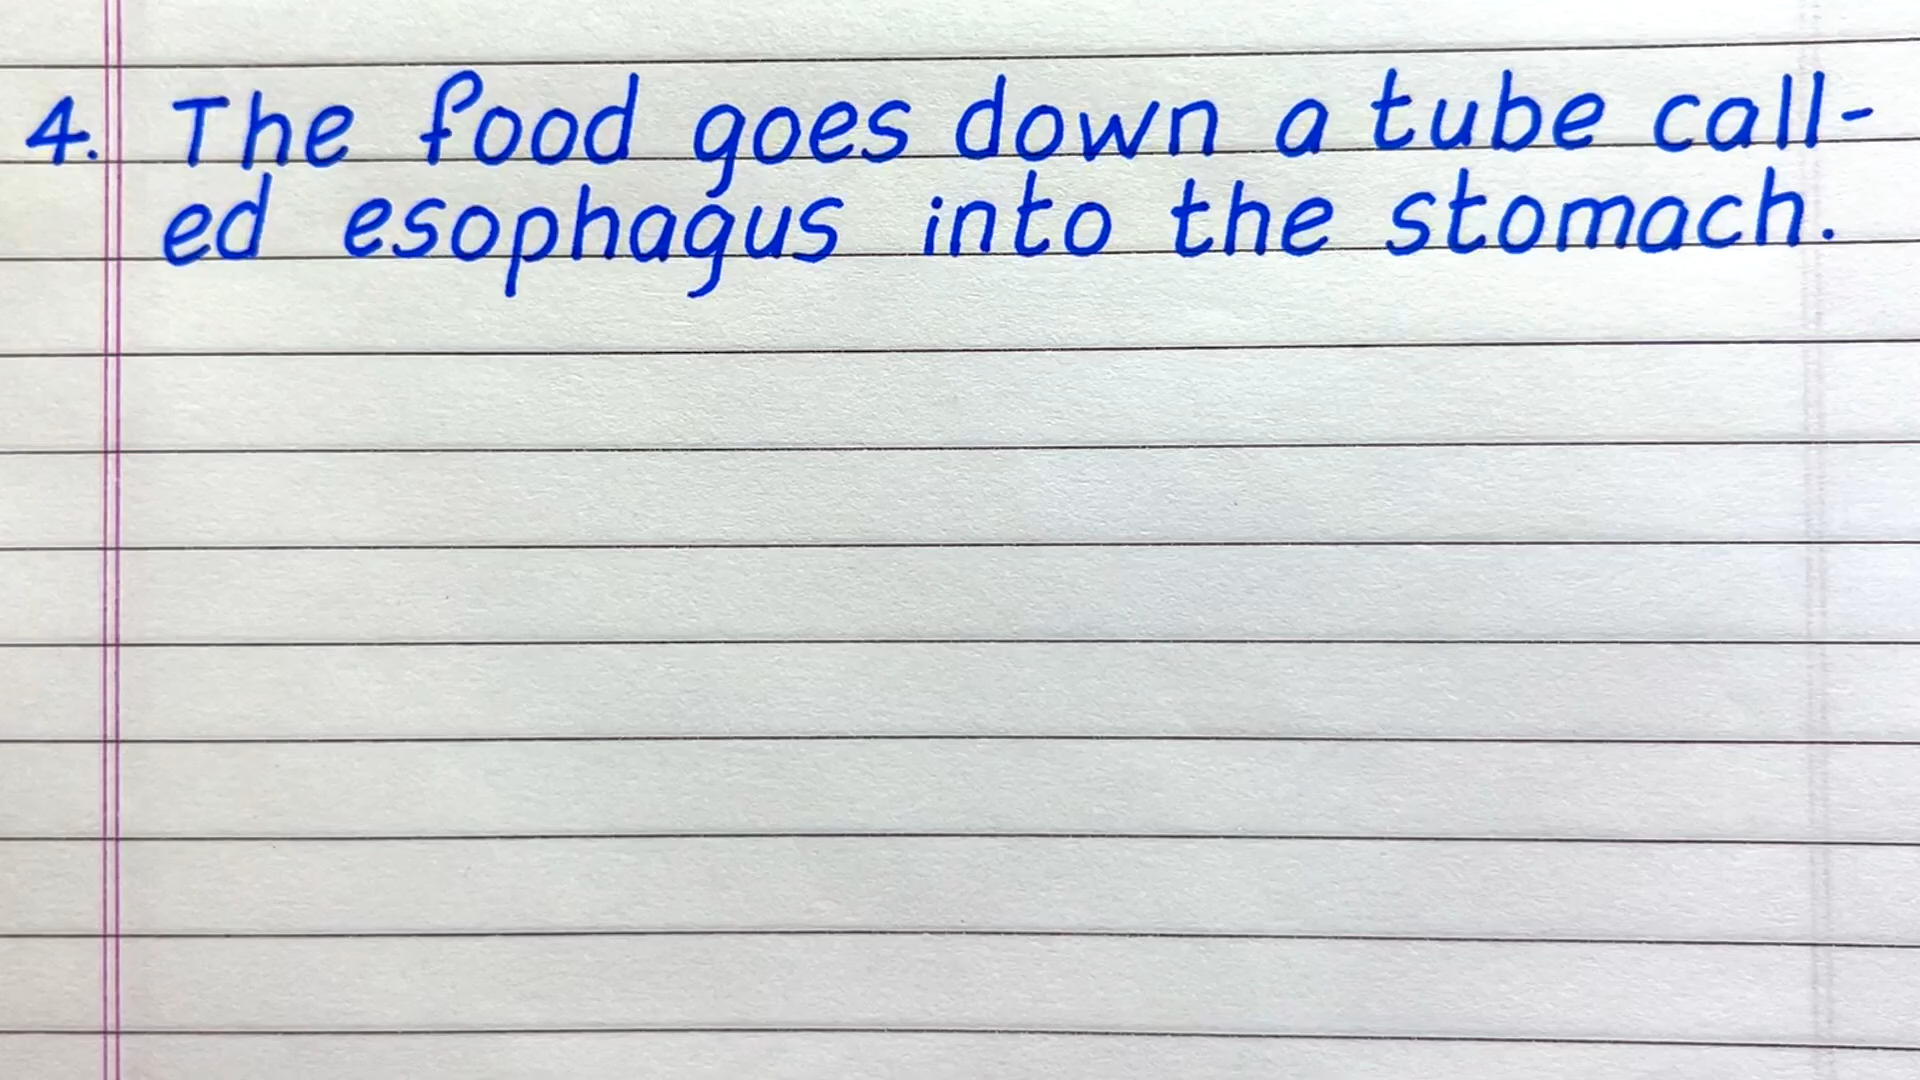 4. The food goes down a tube call-
ed esophagus into the stomach.